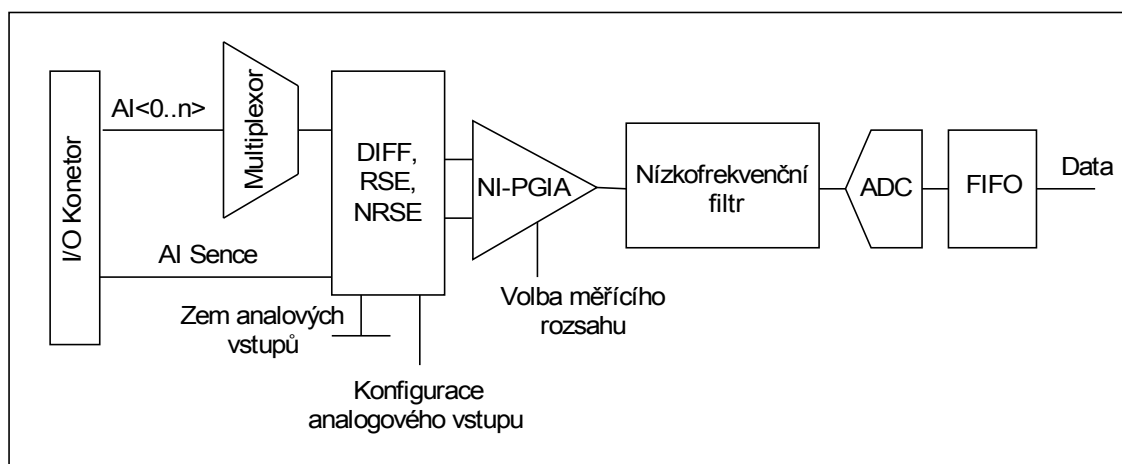 I/O Konetor
AI<0..n>
Multiplexor
AI Sence
DIFF,
RSE,
NRSE
Zem analových
vstupů
Konfigurace
analogového vstupu
NI-PGIA
Volba měřícího
rozsahu
Nízkofrekvenční
filtr
ADC
FIFO
Data